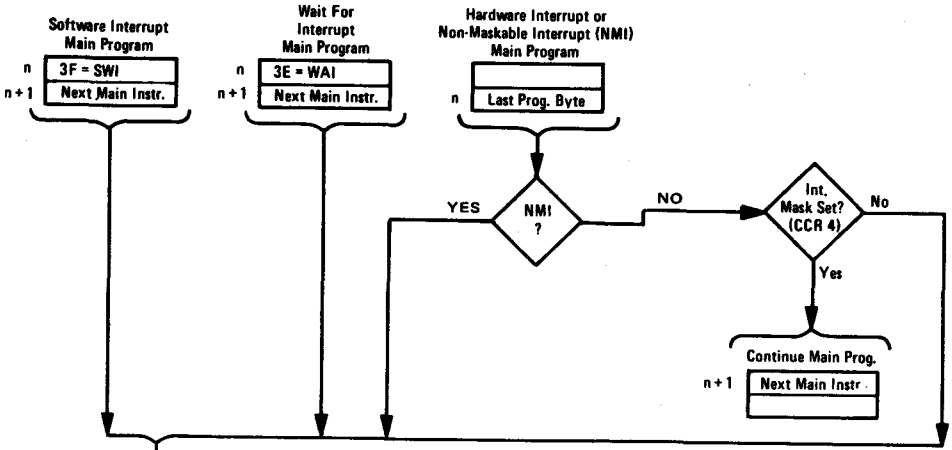 Software Interrupt
Main Program
n
3F = SWI
n + 1
Next Main Instr.
Wait For
Interrupt
Main Program
n
3E = WAI
n + 1
Next Main Instr.
Hardware Interrupt or
Non-Maskable Interrupt (NMI)
Main Program
n
Last Prog. Byte
YES
NMI
?
NO
Int.
Mask Set?
(CCR 4)
No
Yes
Continue Main Prog.
n + 1
Next Main Instr.